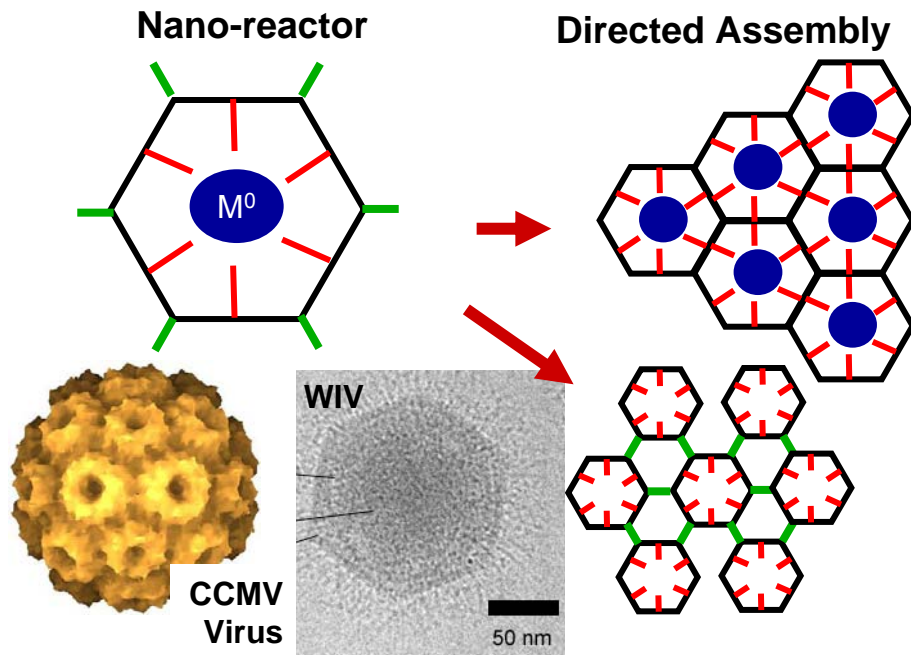 Nano-reactor
Directed Assembly
M⁰
WIV
CCMV
Virus
50 nm